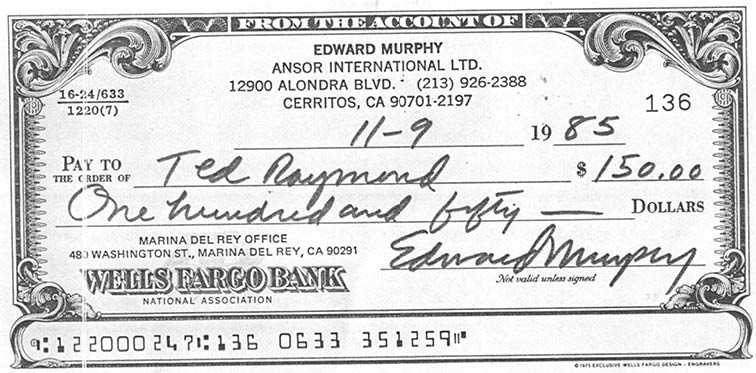 FROM THE ACCOUNT OF
EDWARD MURPHY
ANSOR INTERNATIONAL LTD.
12900 ALONDRA BLVD. (213) 926-2388
CERRITOS, CA 90701-2197
16-24/633
1220(7)
136
11-9 19 85
PAY TO THE ORDER OF Ted Raymond $ 150.00
One hundred and fifty — DOLLARS
MARINA DEL REY OFFICE
480 WASHINGTON ST., MARINA DEL REY, CA 90291
WELLS FARGO BANK
NATIONAL ASSOCIATION
Edward Murphy
Not valid unless signed
⑆122000247⑆136 0633 351259⑈
© 1975 EXCLUSIVE WELLS FARGO DESIGN - ENGRAVERS